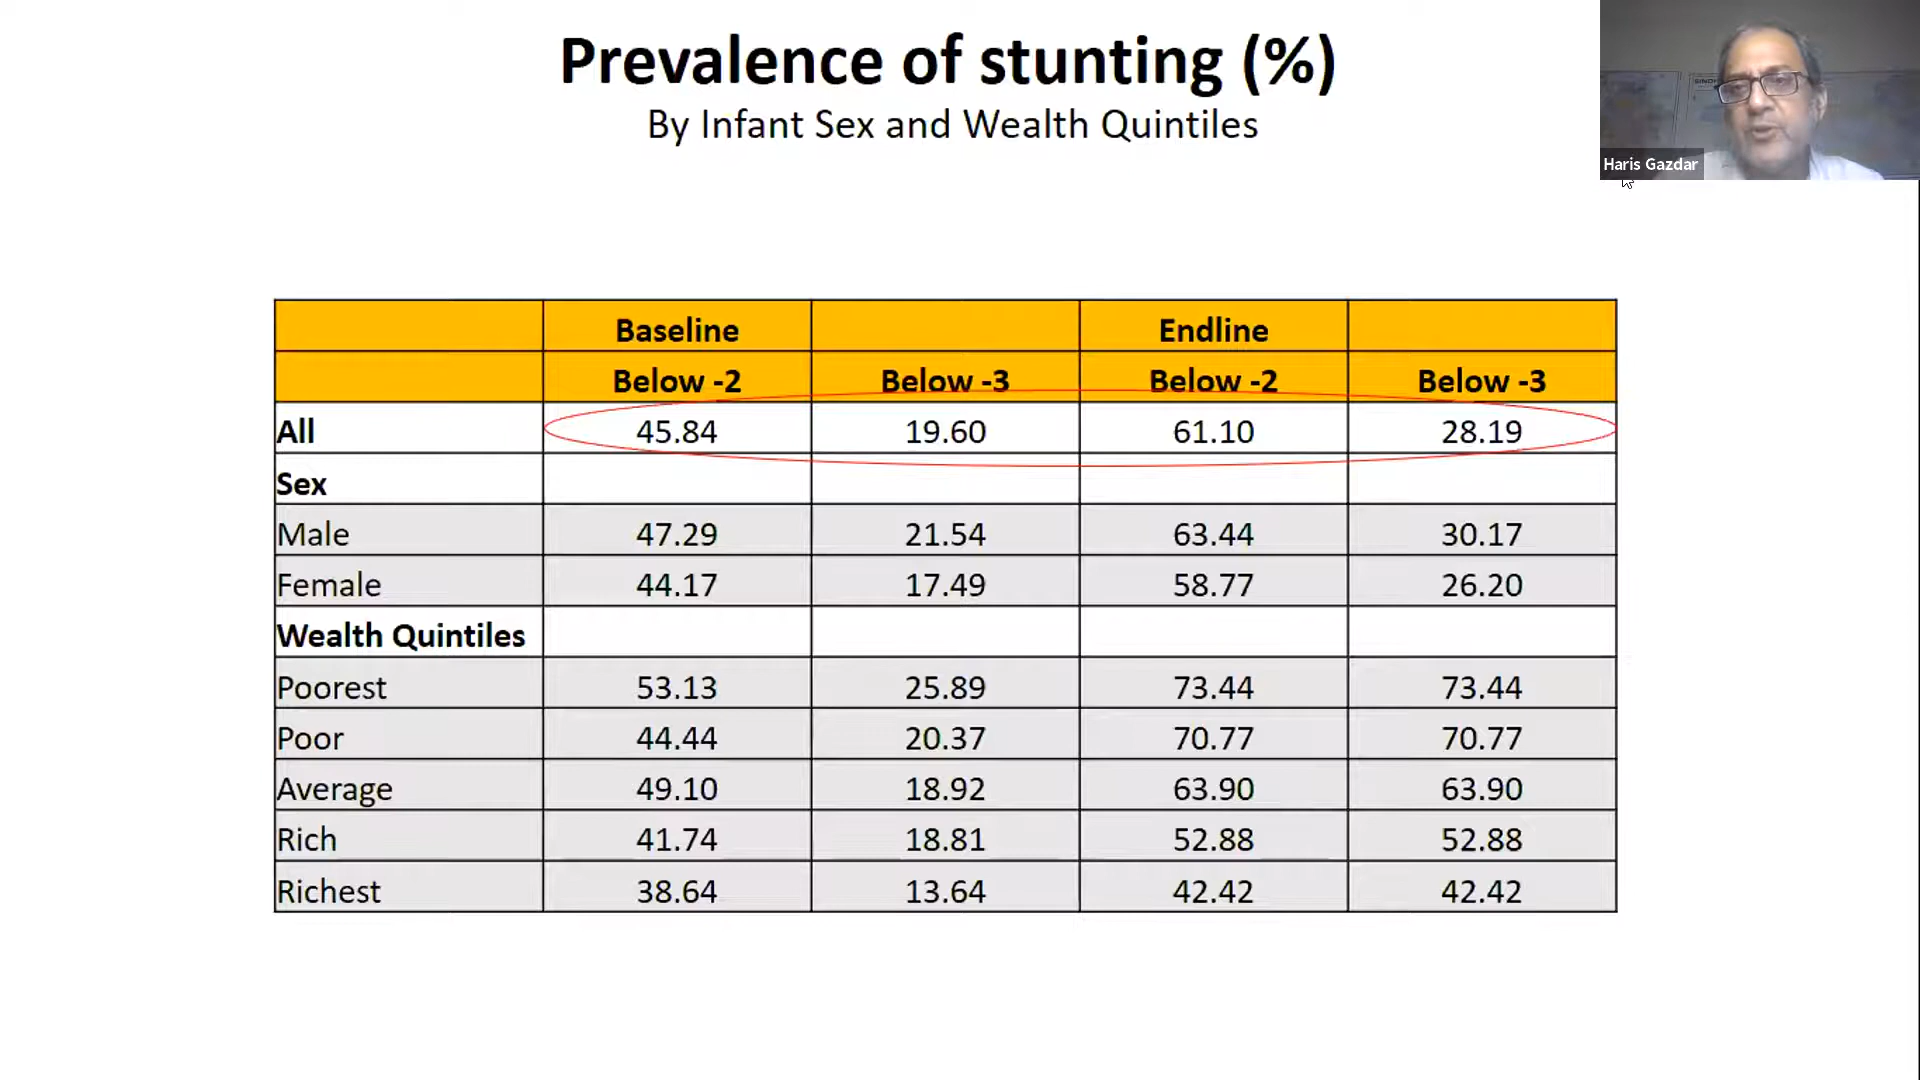 Prevalence of stunting (%)
By Infant Sex and Wealth Quintiles
Haris Gazdar
Baseline Endline
Below -2 Below -3 Below -2 Below -3
All 45.84 19.60 61.10 28.19
Sex
Male 47.29 21.54 63.44 30.17
Female 44.17 17.49 58.77 26.20
Wealth Quintiles
Poorest 53.13 25.89 73.44 73.44
Poor 44.44 20.37 70.77 70.77
Average 49.10 18.92 63.90 63.90
Rich 41.74 18.81 52.88 52.88
Richest 38.64 13.64 42.42 42.42